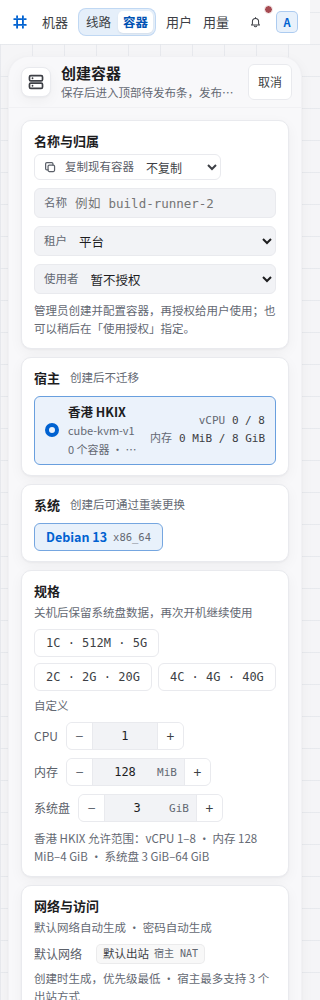 机器 线路 容器 用户 用量 A
创建容器
保存后进入顶部待发布条，发布… 取消
名称与归属
复制现有容器 不复制
名称 例如 build-runner-2
租户 平台
使用者 暂不授权
管理员创建并配置容器，再授权给用户使用；也
可以稍后在「使用授权」指定。
宿主 创建后不迁移
香港 HKIX
cube-kvm-v1
0 个容器 · …
vCPU 0 / 8
内存 0 MiB / 8 GiB
系统 创建后可通过重装更换
Debian 13 x86_64
规格
关机后保留系统盘数据，再次开机继续使用
1C · 512M · 5G
2C · 2G · 20G 4C · 4G · 40G
自定义
CPU − 1 +
内存 − 128 MiB +
系统盘 − 3 GiB +
香港 HKIX 允许范围：vCPU 1–8 · 内存 128
MiB–4 GiB · 系统盘 3 GiB–64 GiB
网络与访问
默认网络自动生成 · 密码自动生成
默认网络 默认出站 宿主 NAT
创建时生成，优先级最低 · 宿主最多支持 3 个
出站方式